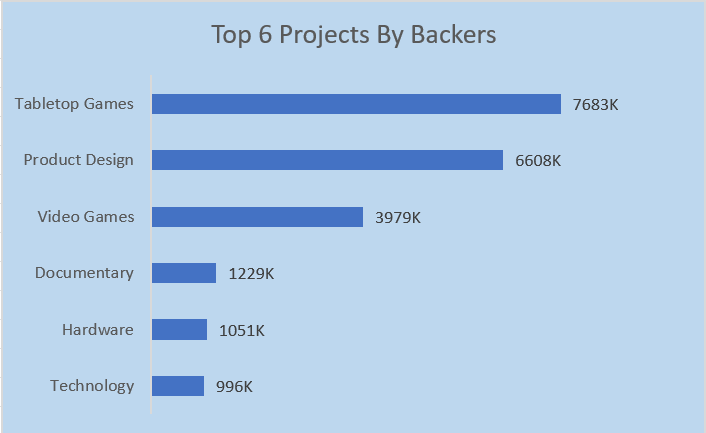 Top 6 Projects By Backers
Tabletop Games 7683K
Product Design 6608K
Video Games 3979K
Documentary 1229K
Hardware 1051K
Technology 996K